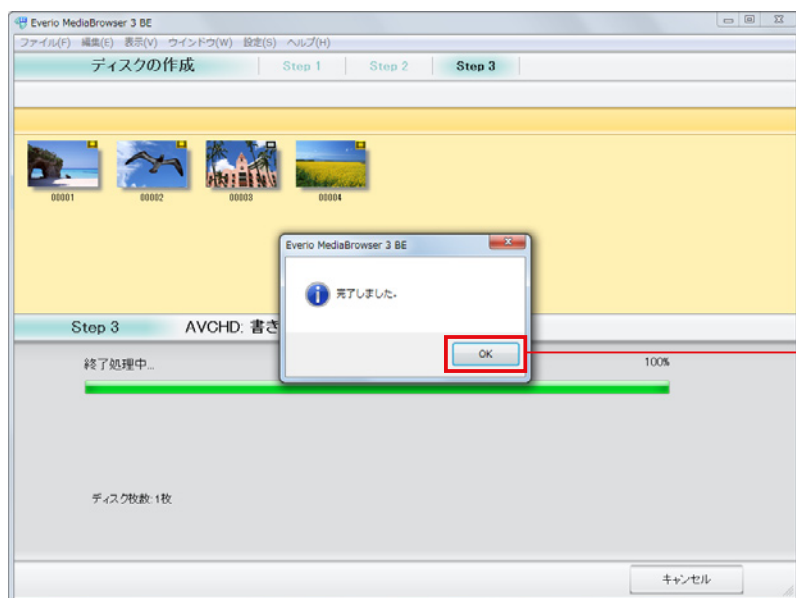 Everio MediaBrowser 3 BE
ファイル(F) 編集(E) 表示(V) ウインドウ(W) 設定(S) ヘルプ(H)
ディスクの作成 Step 1 Step 2 Step 3
00001 00002 00003 00004
Everio MediaBrowser 3 BE
完了しました。
OK
Step 3 AVCHD: 書き
終了処理中... 100%
ディスク枚数: 1枚
キャンセル